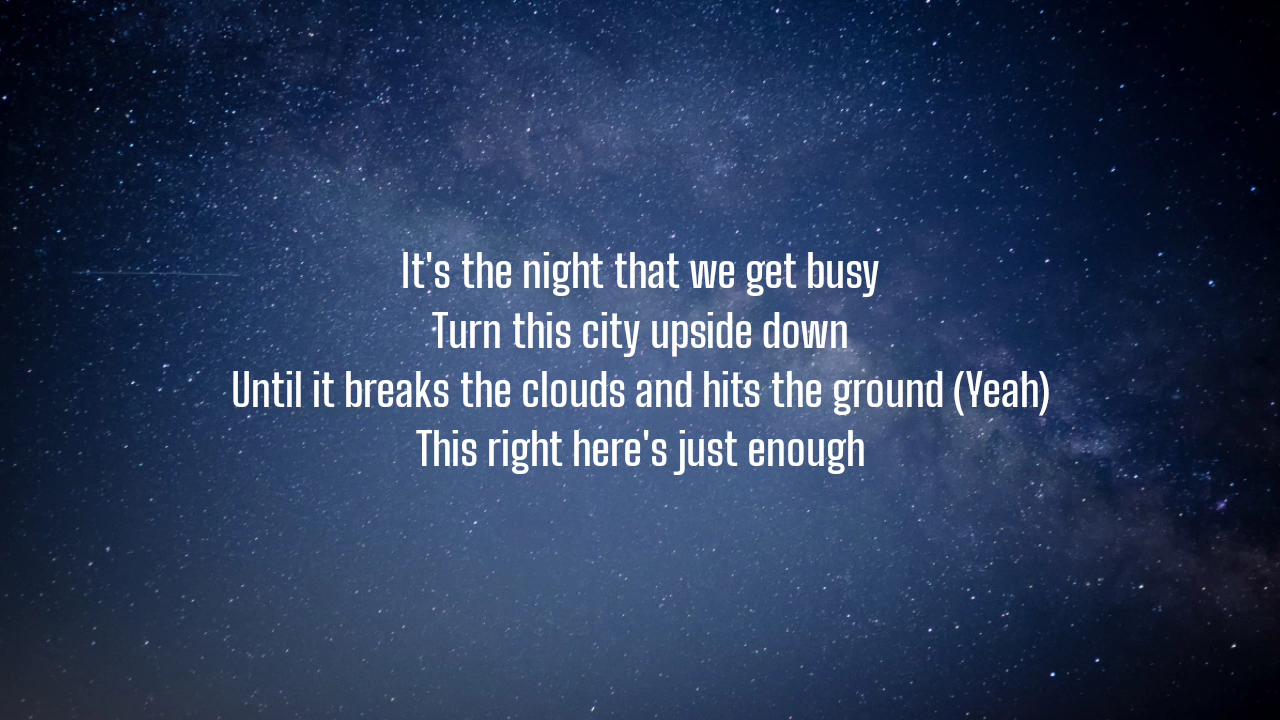 It's the night that we get busy
Turn this city upside down
Until it breaks the clouds and hits the ground (Yeah)
This right here's just enough